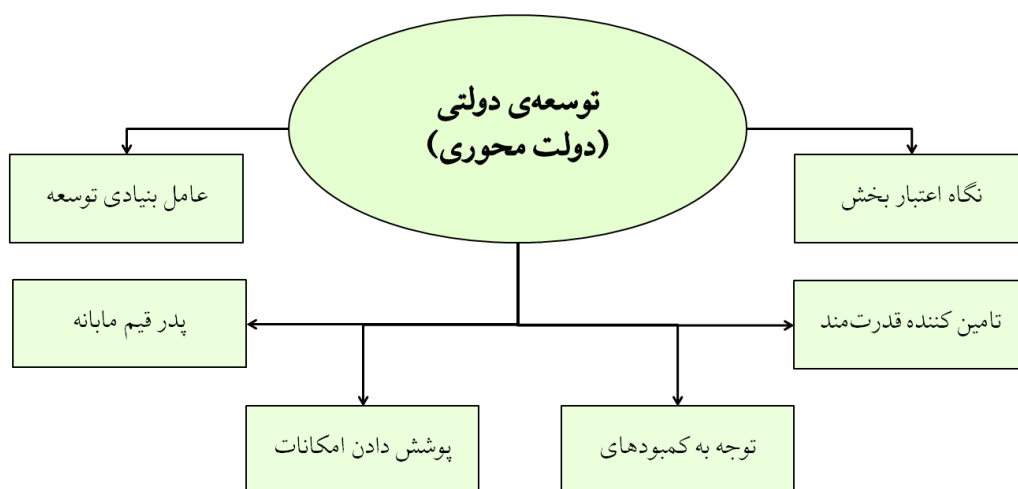 توسعه‌ی دولتی
(دولت محوری)
نگاه اعتبار بخش
عامل بنیادی توسعه
تامین کننده قدرت‌مند
پدر قیم مابانه
توجه به کمبودهای
پوشش دادن امکانات